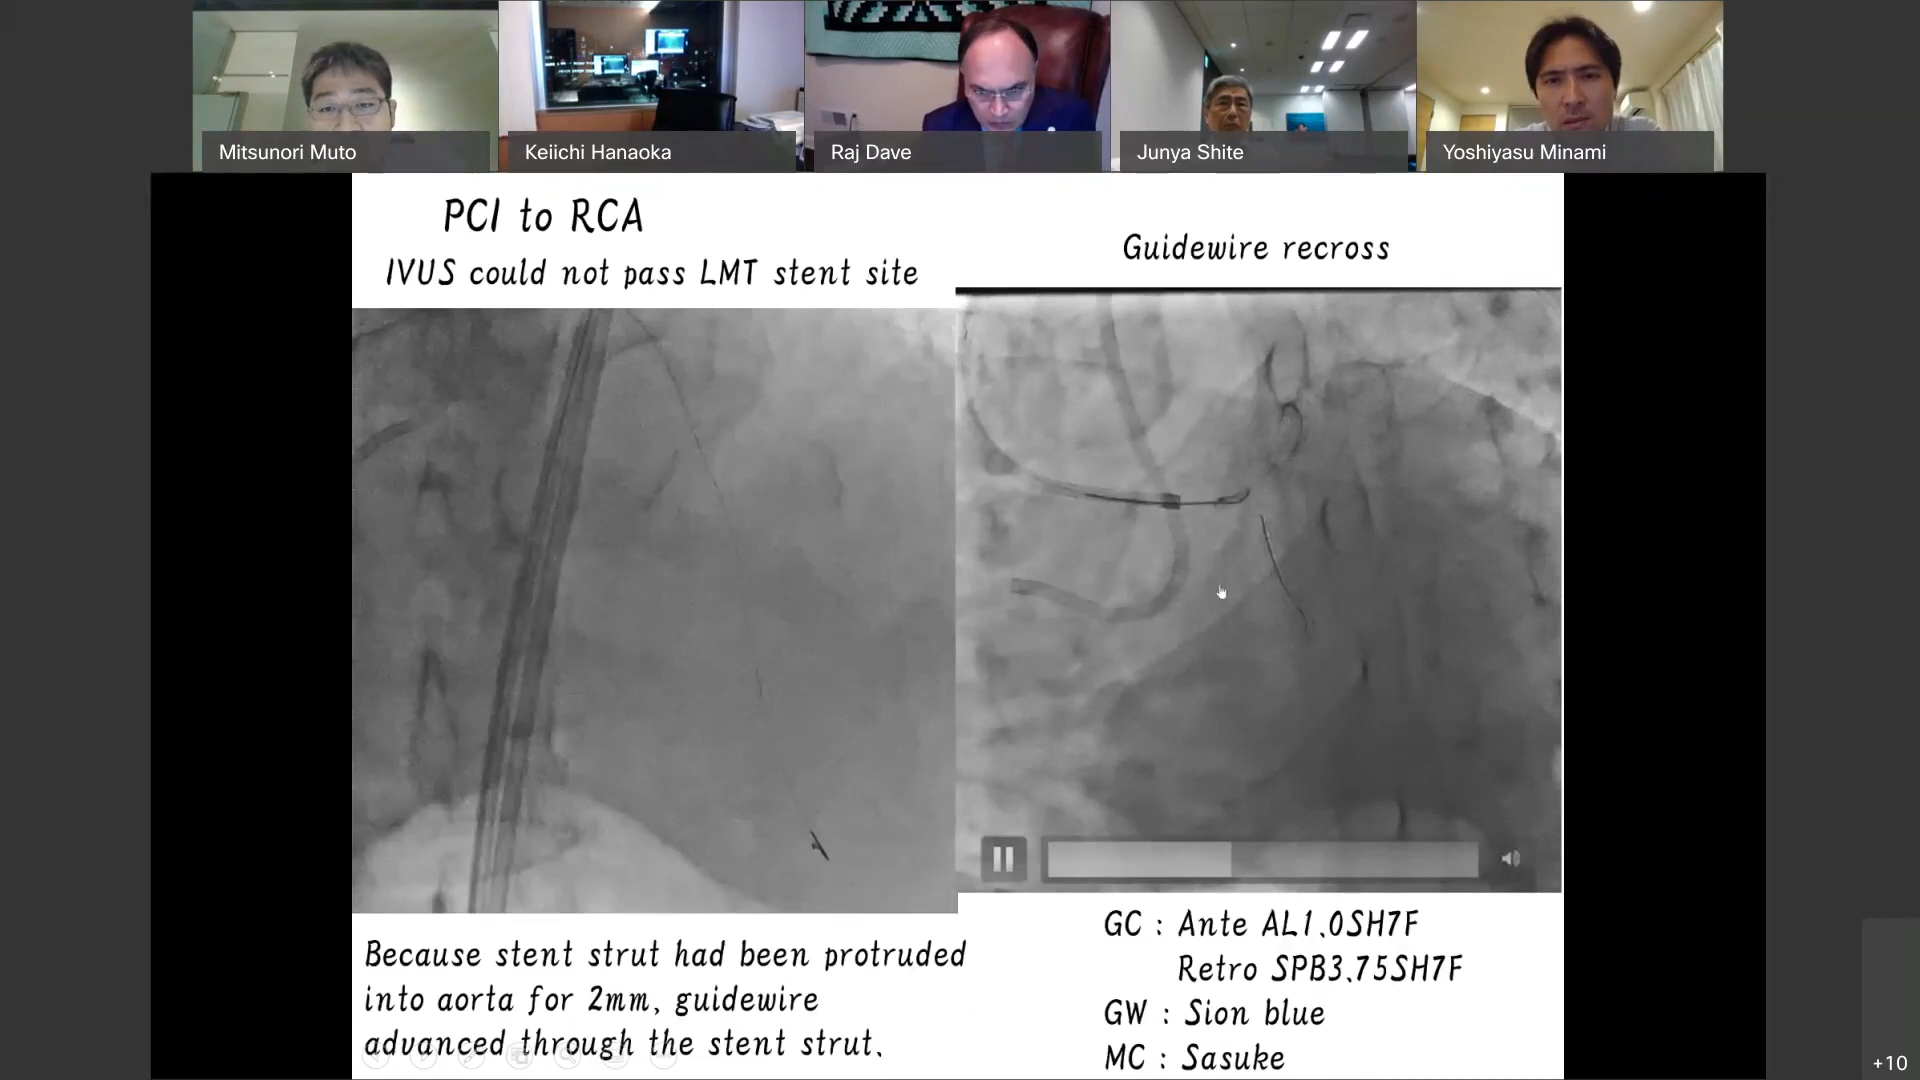 Mitsunori Muto
Keiichi Hanaoka
Raj Dave
Junya Shite
Yoshiyasu Minami
PCI to RCA
IVUS could not pass LMT stent site
Guidewire recross
Because stent strut had been protruded
into aorta for 2mm, guidewire
advanced through the stent strut.
GC : Ante AL1.0SH7F
Retro SPB3.75SH7F
GW : Sion blue
MC : Sasuke
+10